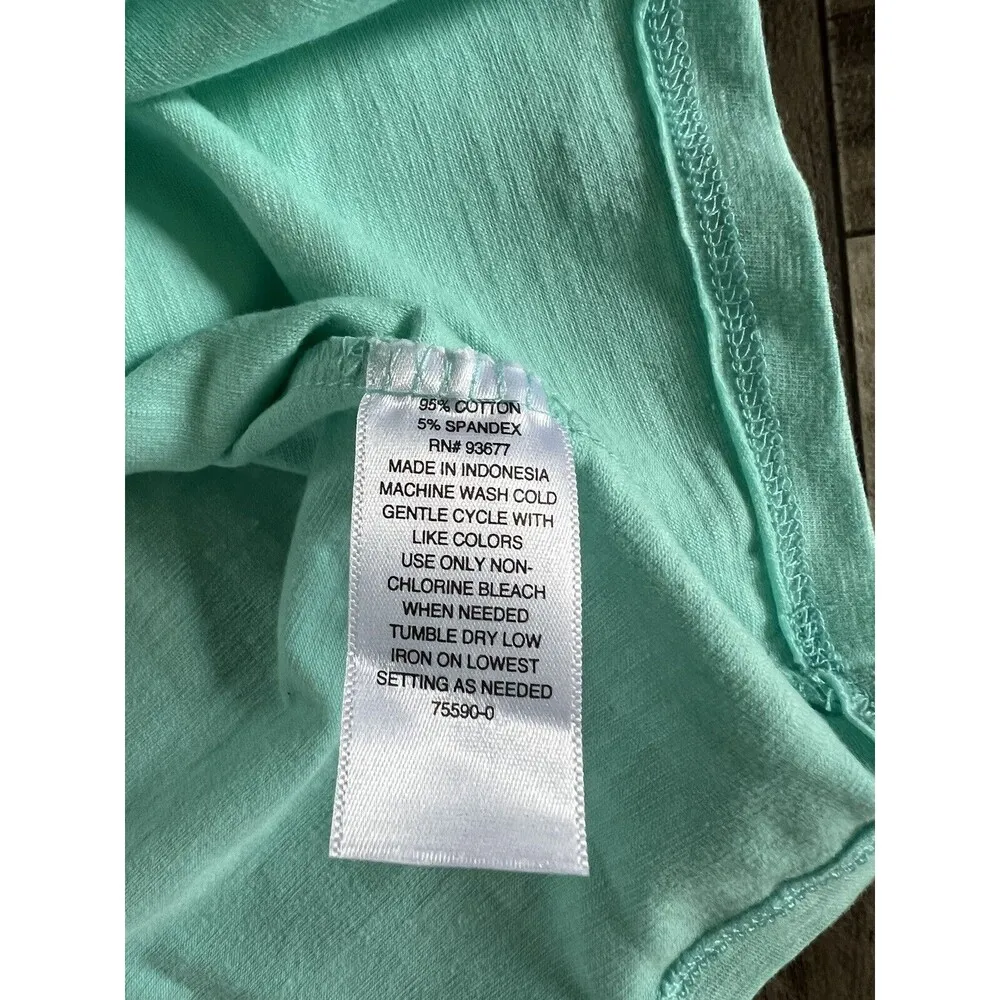 95% COTTON
5% SPANDEX
RN# 93677
MADE IN INDONESIA
MACHINE WASH COLD
GENTLE CYCLE WITH
LIKE COLORS
USE ONLY NON-
CHLORINE BLEACH
WHEN NEEDED
TUMBLE DRY LOW
IRON ON LOWEST
SETTING AS NEEDED
75590-0